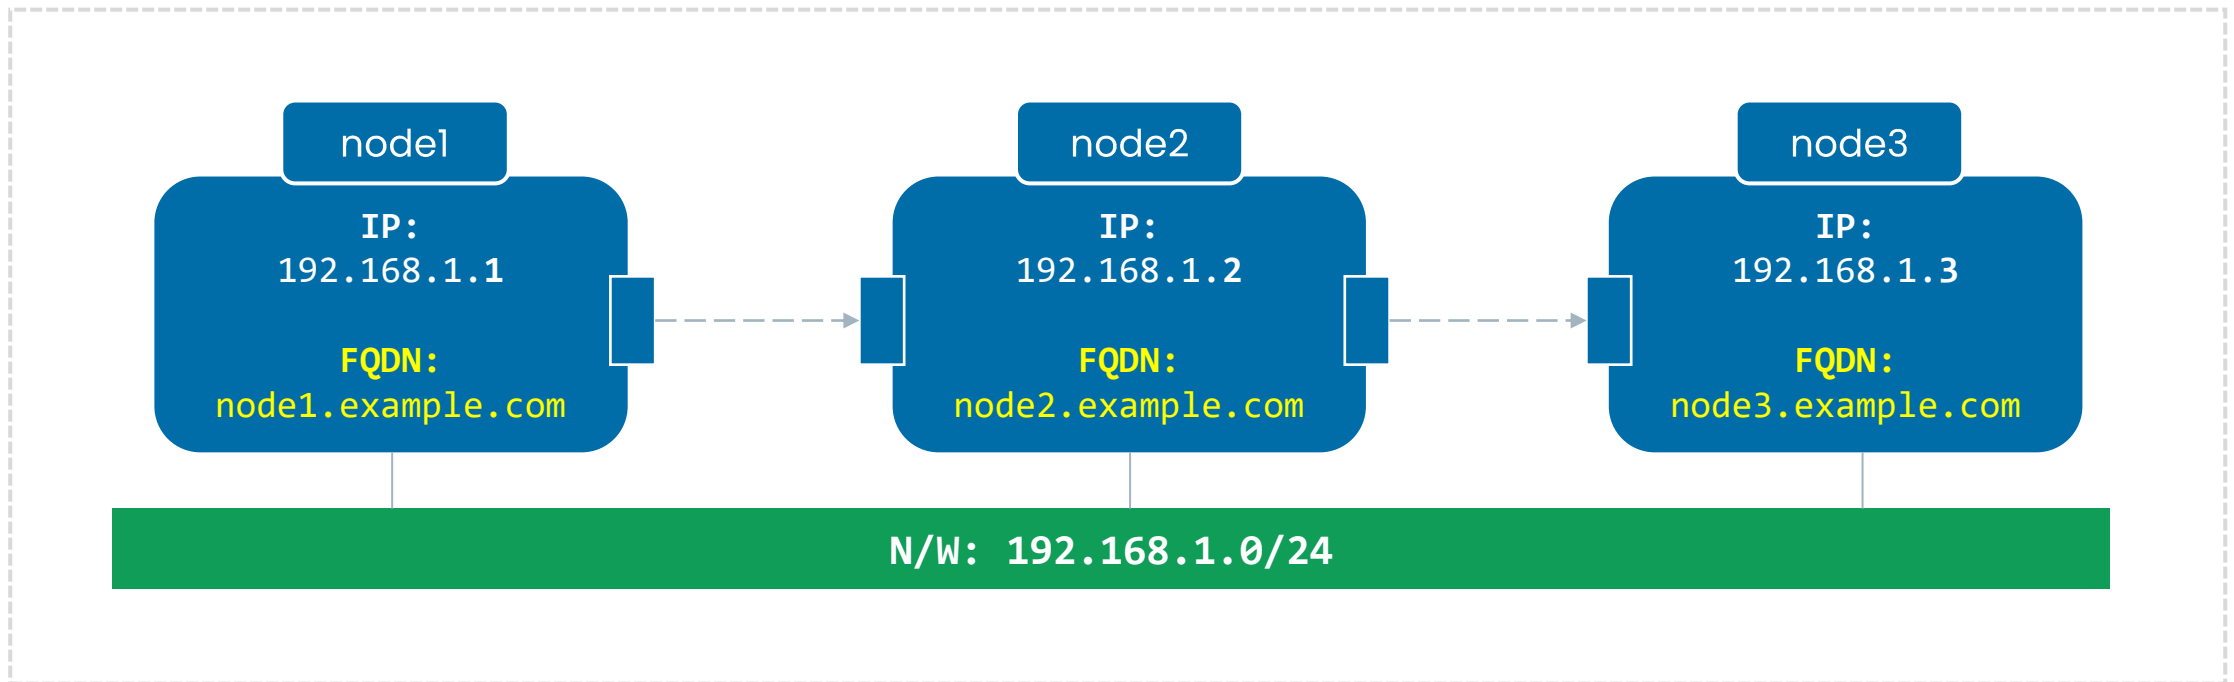 node1
IP:
192.168.1.1
FQDN:
node1.example.com
node2
IP:
192.168.1.2
FQDN:
node2.example.com
node3
IP:
192.168.1.3
FQDN:
node3.example.com
N/W: 192.168.1.0/24